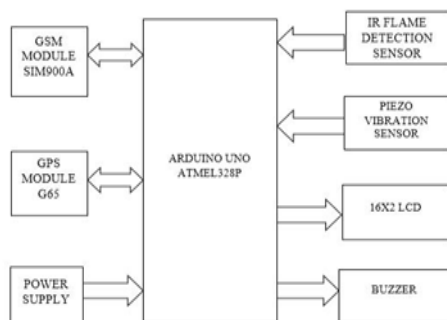 GSM
MODULE
SIM900A
GPS
MODULE
G65
POWER
SUPPLY
ARDUINO UNO
ATMEL328P
IR FLAME
DETECTION
SENSOR
PIEZO
VIBRATION
SENSOR
16X2 LCD
BUZZER